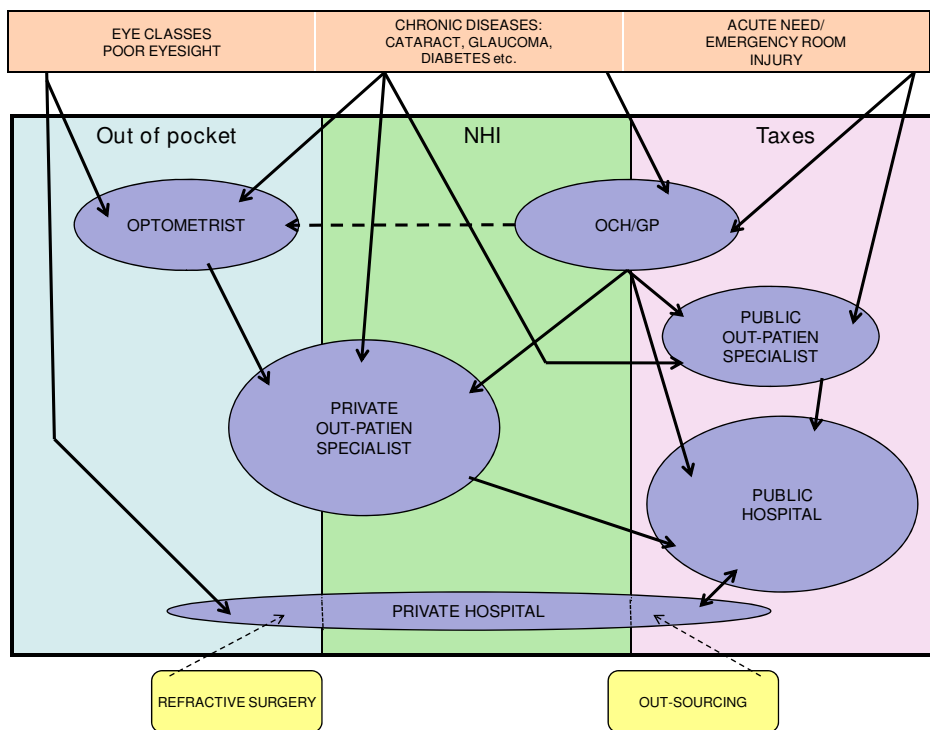 EYE CLASSES
POOR EYESIGHT
CHRONIC DISEASES:
CATARACT, GLAUCOMA,
DIABETES etc.
ACUTE NEED/
EMERGENCY ROOM
INJURY
Out of pocket
NHI
Taxes
OPTOMETRIST
OCH/GP
PUBLIC
OUT-PATIEN
SPECIALIST
PRIVATE
OUT-PATIEN
SPECIALIST
PUBLIC
HOSPITAL
PRIVATE HOSPITAL
REFRACTIVE SURGERY
OUT-SOURCING